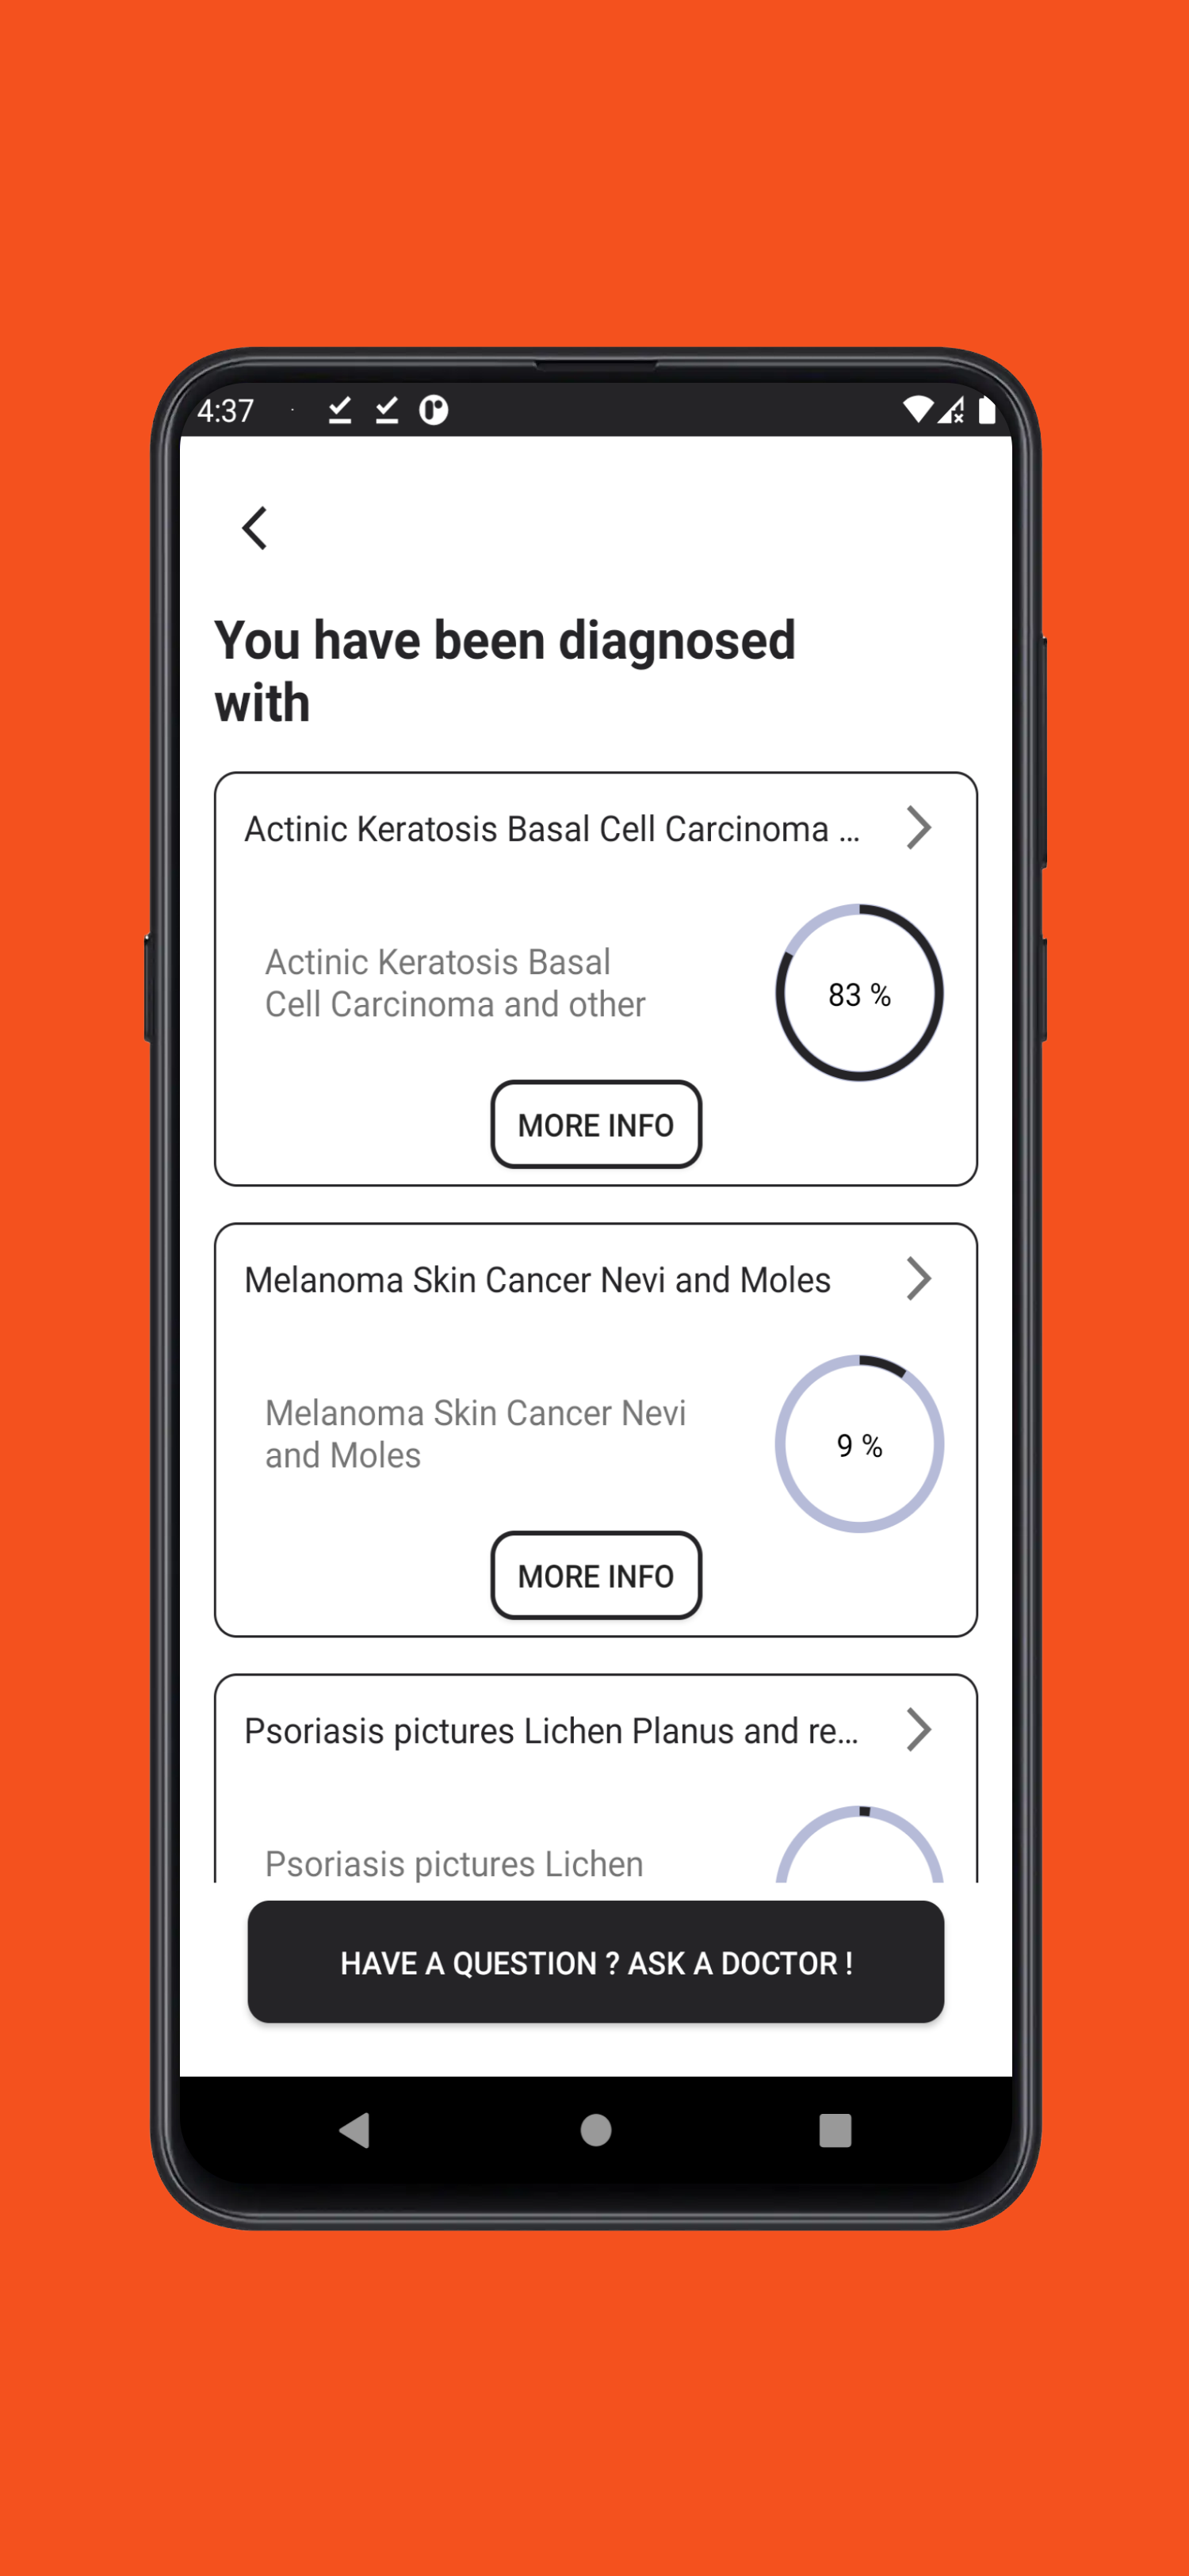 4:37
You have been diagnosed
with
Actinic Keratosis Basal Cell Carcinoma ...
Actinic Keratosis Basal
Cell Carcinoma and other
83 %
MORE INFO
Melanoma Skin Cancer Nevi and Moles
Melanoma Skin Cancer Nevi
and Moles
9 %
MORE INFO
Psoriasis pictures Lichen Planus and re...
Psoriasis pictures Lichen
HAVE A QUESTION ? ASK A DOCTOR !